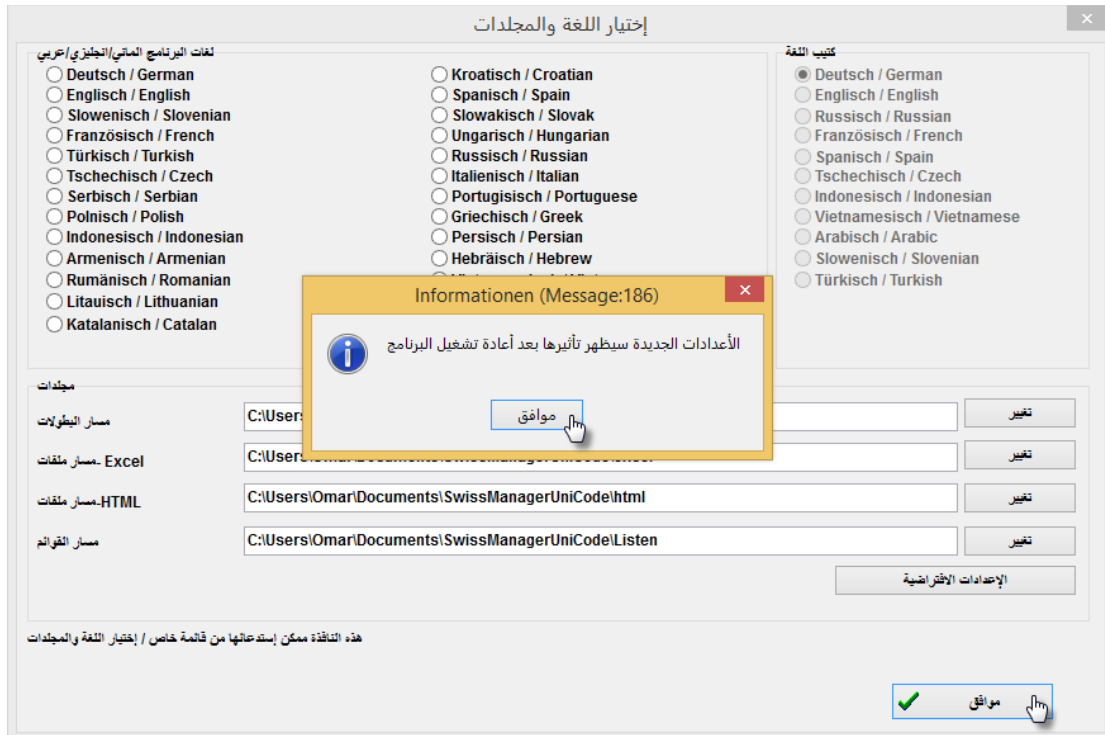 إختيار اللغة والمجلدات
لغات البرنامج الماني/انجليزي/عربي
Deutsch / German
Englisch / English
Slowenisch / Slovenian
Französisch / French
Türkisch / Turkish
Tschechisch / Czech
Serbisch / Serbian
Polnisch / Polish
Indonesisch / Indonesian
Armenisch / Armenian
Rumänisch / Romanian
Litauisch / Lithuanian
Katalanisch / Catalan
Kroatisch / Croatian
Spanisch / Spain
Slowakisch / Slovak
Ungarisch / Hungarian
Russisch / Russian
Italienisch / Italian
Portugisisch / Portuguese
Griechisch / Greek
Persisch / Persian
Hebräisch / Hebrew
كتيب اللغة
Deutsch / German
Englisch / English
Russisch / Russian
Französisch / French
Spanisch / Spain
Tschechisch / Czech
Indonesisch / Indonesian
Vietnamesisch / Vietnamese
Arabisch / Arabic
Slowenisch / Slovenian
Türkisch / Turkish
Informationen (Message:186)
الأعدادات الجديدة سيظهر تأثيرها بعد أعادة تشغيل البرنامج
موافق
مجلدات
مسار البطولات
C:\User
تغيير
مسار ملفات- Excel
تغيير
مسار ملفات-HTML
C:\Users\Omar\Documents\SwissManagerUniCode\html
تغيير
مسار القوائم
C:\Users\Omar\Documents\SwissManagerUniCode\Listen
تغيير
الإعدادات الافتراضية
هذه النافذة ممكن إستدعائها من قائمة خاص / إختيار اللغة والمجلدات
موافق